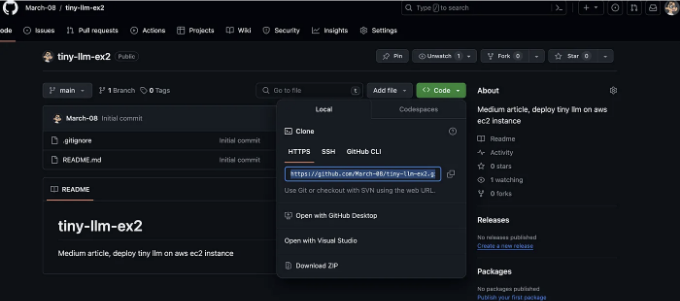 March-08 / tiny-llm-ex2
Type / to search
ode Issues Pull requests Actions Projects Wiki Security Insights Settings
tiny-llm-ex2 Public
Pin Unwatch 1 Fork 0 Star 0
main 1 Branch 0 Tags
Go to file t
Add file <> Code
About
Medium article, deploy tiny llm on aws
ec2 instance
Readme
Activity
0 stars
1 watching
0 forks
Releases
No releases published
Create a new release
Packages
No packages published
Publish your first package
March-08 Initial commit
.gitignore Initial commit
README.md Initial commit
README
tiny-llm-ex2
Medium article, deploy tiny llm on aws ec2 instance
Local Codespaces
Clone
HTTPS SSH GitHub CLI
https://github.com/March-08/tiny-llm-ex2.g
Use Git or checkout with SVN using the web URL.
Open with GitHub Desktop
Open with Visual Studio
Download ZIP